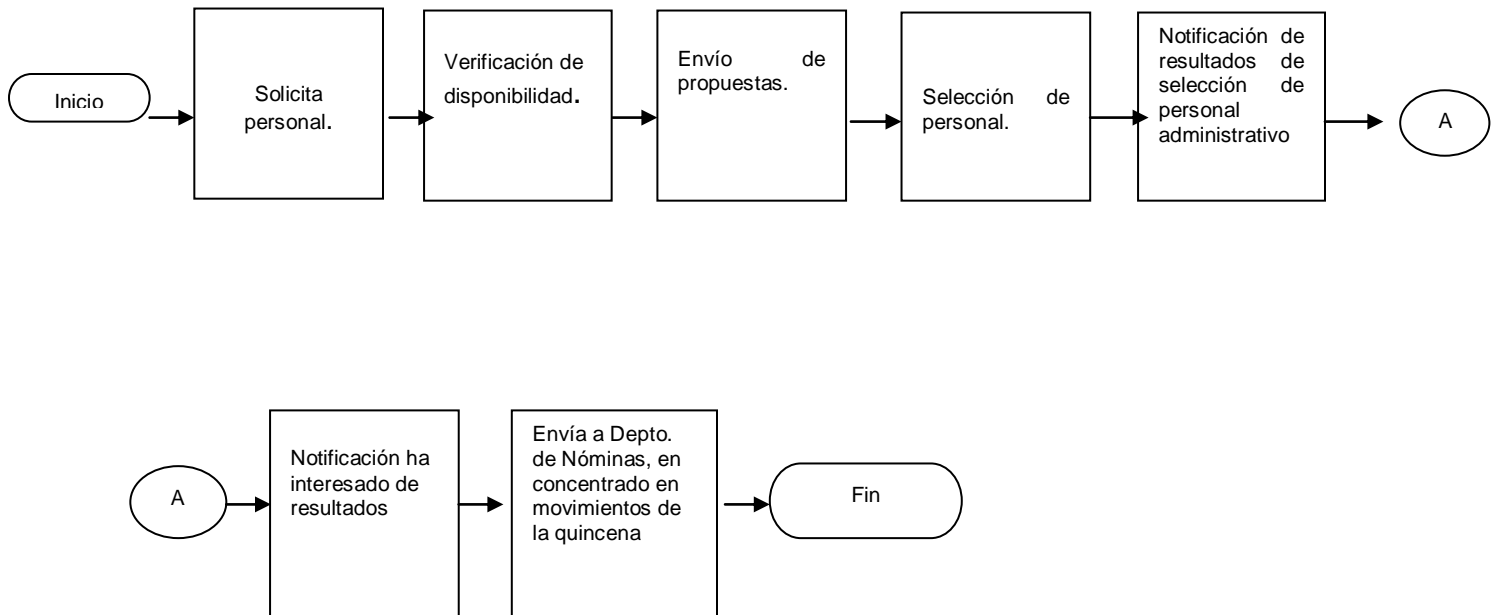 Inicio
Solicita
personal.
Verificación de
disponibilidad.
Envío de
propuestas.
Selección de
personal.
Notificación de
resultados de
selección de
personal
administrativo
A
A
Notificación ha
interesado de
resultados
Envía a Depto.
de Nóminas, en
concentrado en
movimientos de
la quincena
Fin